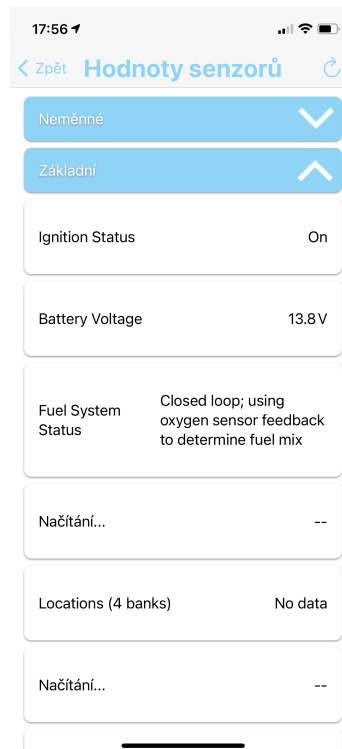 17:56
Zpět Hodnoty senzorů
Neměnné
Základní
Ignition Status On
Battery Voltage 13.8 V
Fuel System
Status
Closed loop; using
oxygen sensor feedback
to determine fuel mix
Načítání... --
Locations (4 banks) No data
Načítání... --